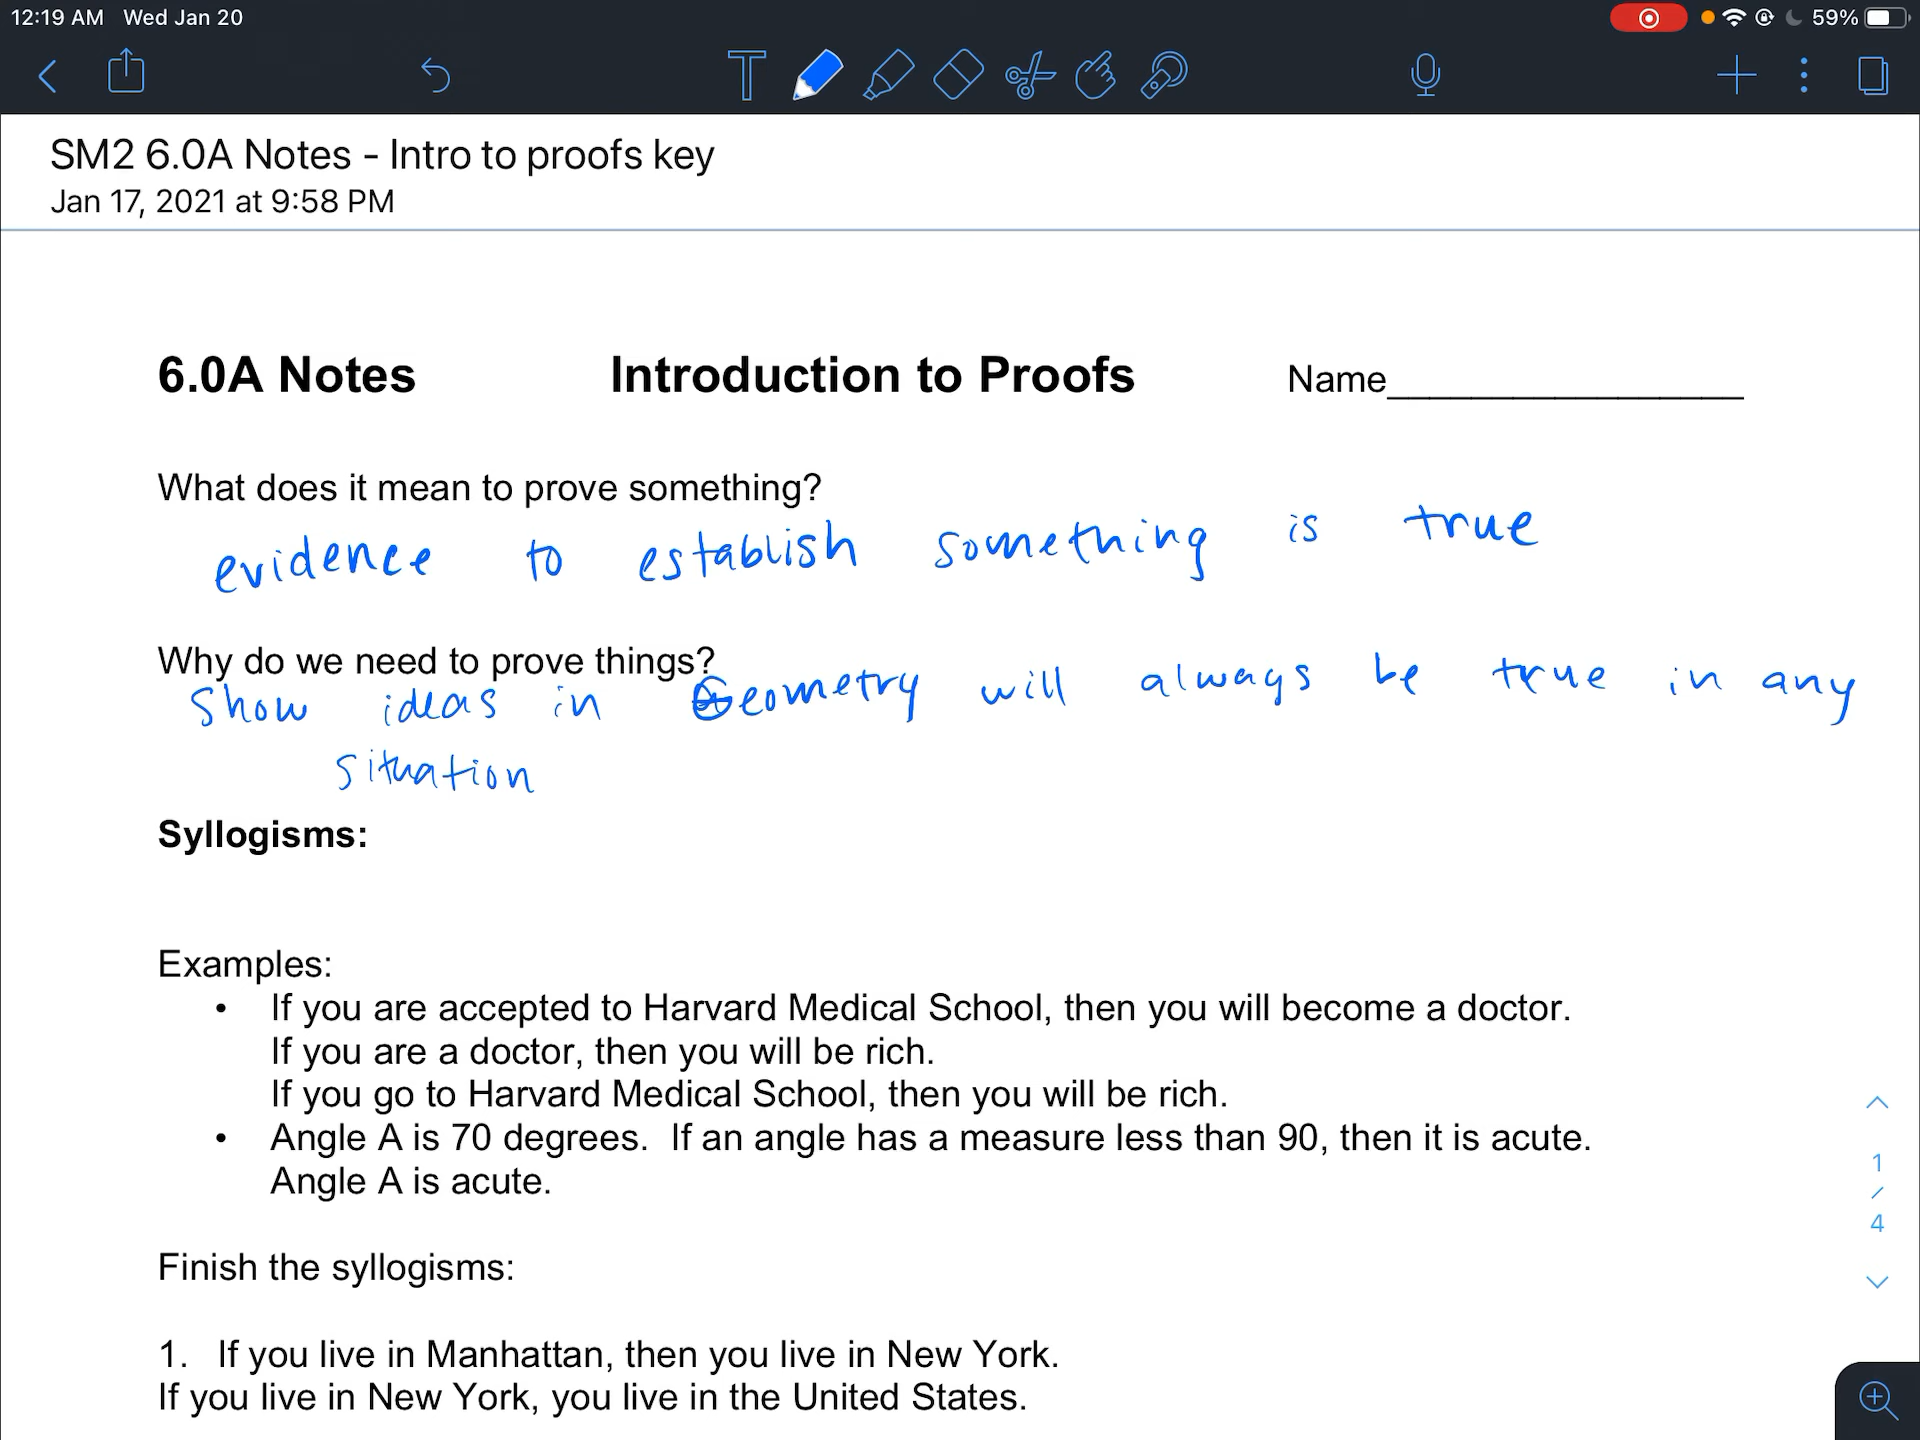 12:19 AM Wed Jan 20 59%
SM2 6.0A Notes - Intro to proofs key
Jan 17, 2021 at 9:58 PM
6.0A Notes Introduction to Proofs Name_________________
What does it mean to prove something?
evidence to establish something is true
Why do we need to prove things?
Show ideas in Geometry will always be true in any
situation
Syllogisms:
Examples:
• If you are accepted to Harvard Medical School, then you will become a doctor.
If you are a doctor, then you will be rich.
If you go to Harvard Medical School, then you will be rich.
• Angle A is 70 degrees. If an angle has a measure less than 90, then it is acute.
Angle A is acute.
1
/
4
Finish the syllogisms:
1. If you live in Manhattan, then you live in New York.
If you live in New York, you live in the United States.